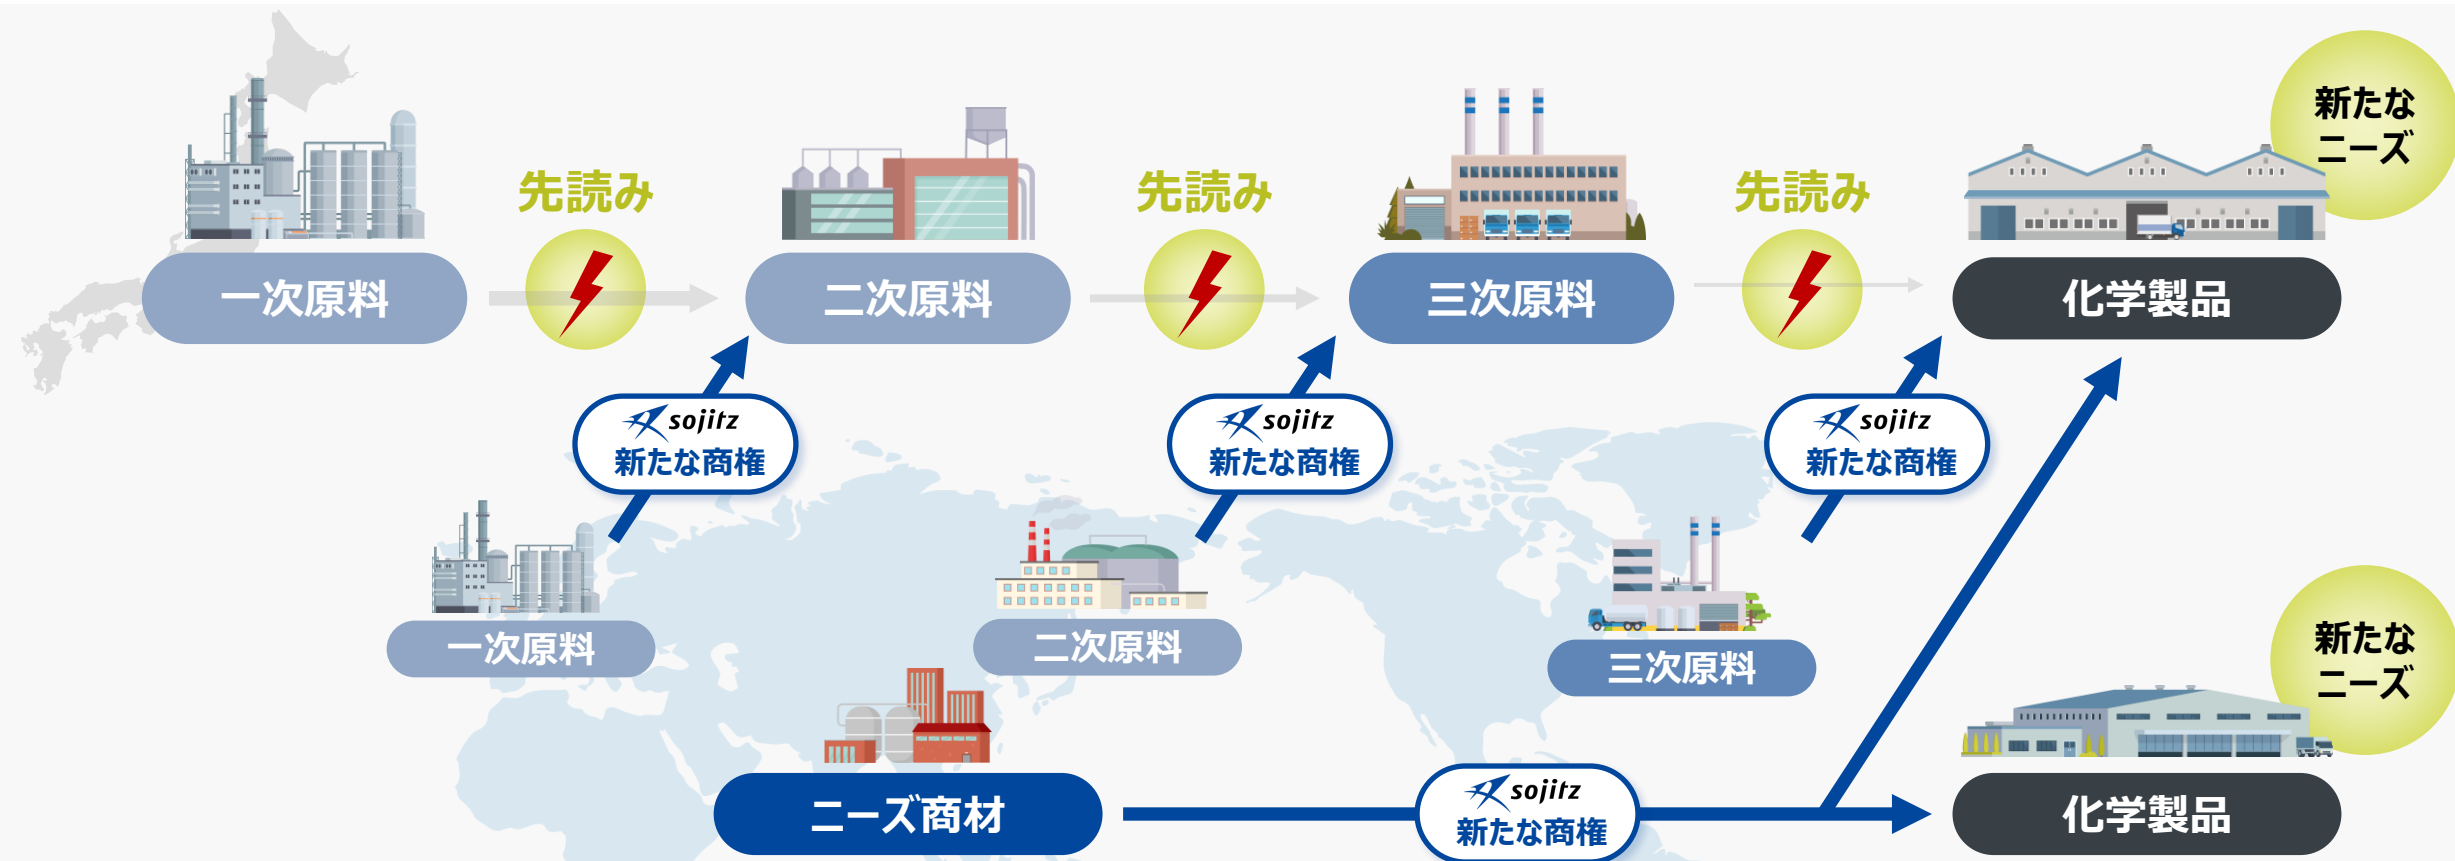 新たな
ニーズ
先読み
先読み
先読み
一次原料
二次原料
三次原料
化学製品
sojitz
新たな商権
sojitz
新たな商権
sojitz
新たな商権
一次原料
二次原料
三次原料
新たな
ニーズ
ニーズ商材
sojitz
新たな商権
化学製品